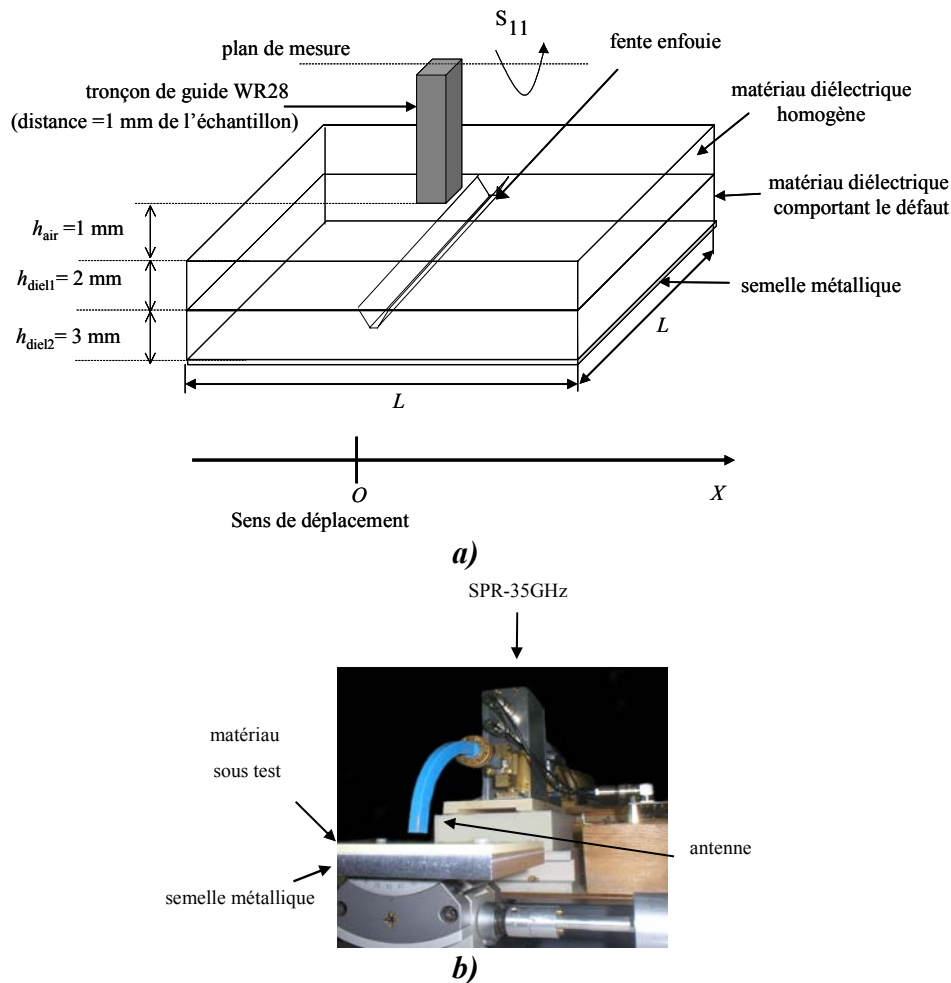 S11
plan de mesure
fente enfouie
tronçon de guide WR28
(distance =1 mm de l'échantillon)
matériau diélectrique
homogène
matériau diélectrique
comportant le défaut
hair =1 mm
hdiel1= 2 mm
semelle métallique
hdiel2= 3 mm
L
L
O
X
Sens de déplacement
a)
SPR-35GHz
matériau
sous test
antenne
semelle métallique
b)